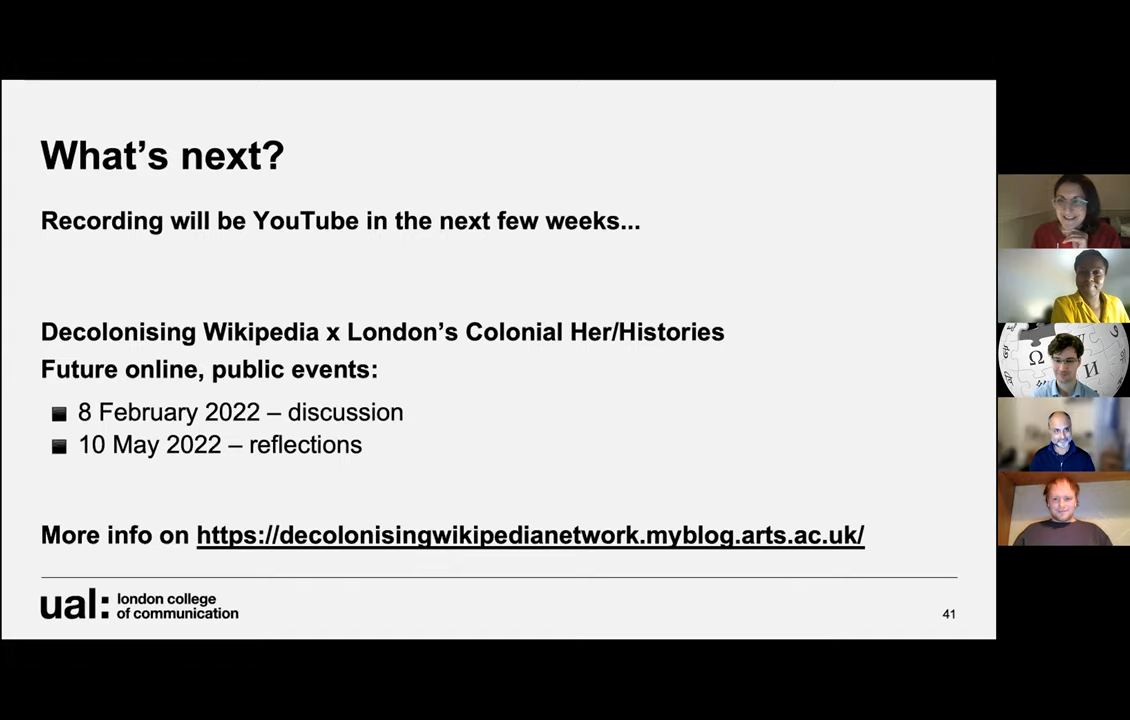 What's next?
Recording will be YouTube in the next few weeks...
Decolonising Wikipedia x London's Colonial Her/Histories
Future online, public events:
8 February 2022 – discussion
10 May 2022 – reflections
More info on https://decolonisingwikipedianetwork.myblog.arts.ac.uk/
ual: london college
of communication
41
Ω
W
И